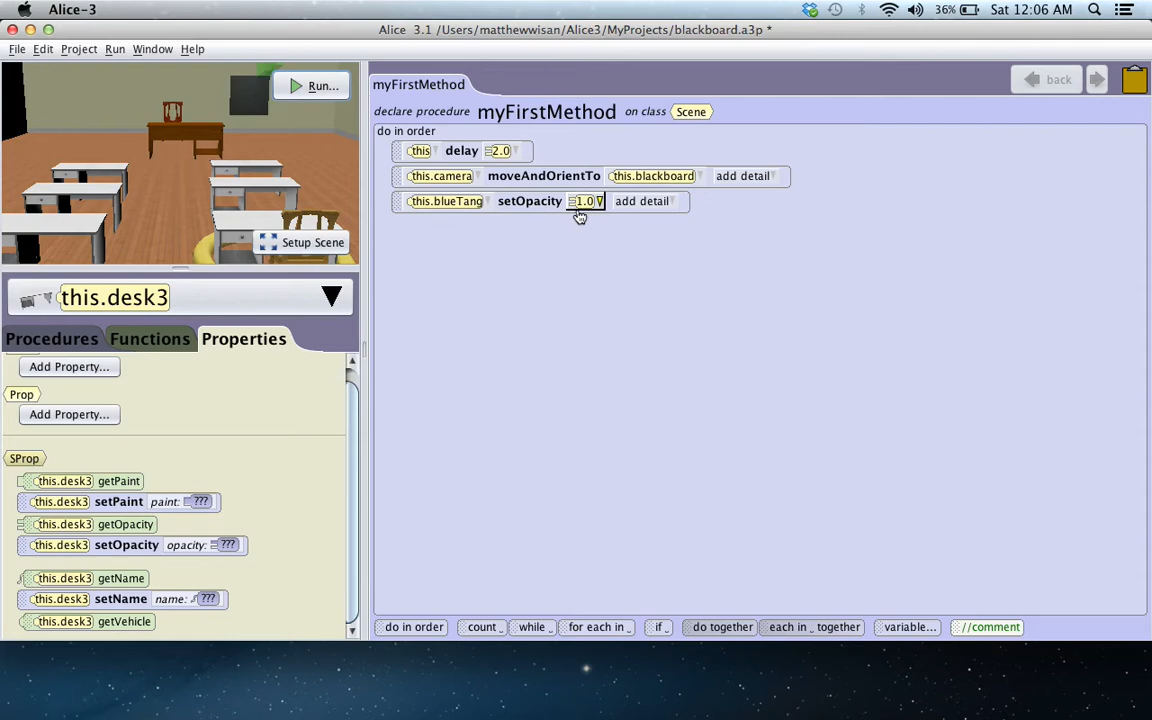 Alice-3 36% Sat 12:06 AM
Alice 3.1 /Users/matthewwisan/Alice3/MyProjects/blackboard.a3p *
File Edit Project Run Window Help
Run...
myFirstMethod
back
declare procedure myFirstMethod on class Scene
do in order
this delay 2.0
this.camera moveAndOrientTo this.blackboard add detail
this.blueTang setOpacity 1.0 add detail
Setup Scene
this.desk3
Procedures Functions Properties
Add Property...
Prop
Add Property...
SProp
this.desk3 getPaint
this.desk3 setPaint paint: ???
this.desk3 getOpacity
this.desk3 setOpacity opacity: ???
this.desk3 getName
this.desk3 setName name: ???
this.desk3 getVehicle
do in order count while for each in if do together each in together variable... //comment